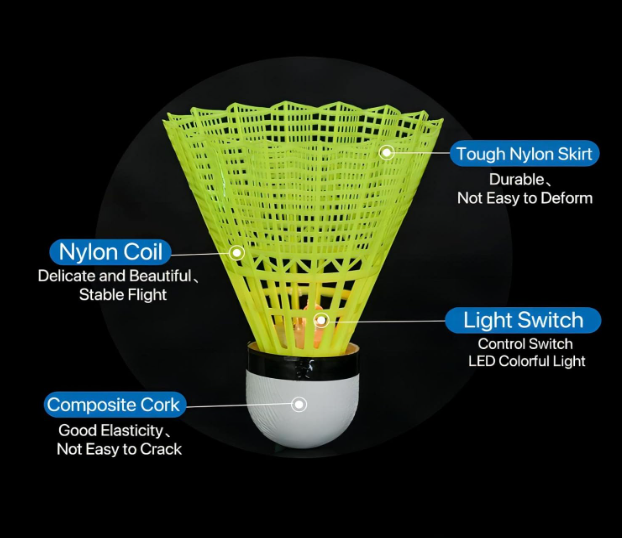 Tough Nylon Skirt
Durable、
Not Easy to Deform
Nylon Coil
Delicate and Beautiful、
Stable Flight
Light Switch
Control Switch
LED Colorful Light
Composite Cork
Good Elasticity、
Not Easy to Crack